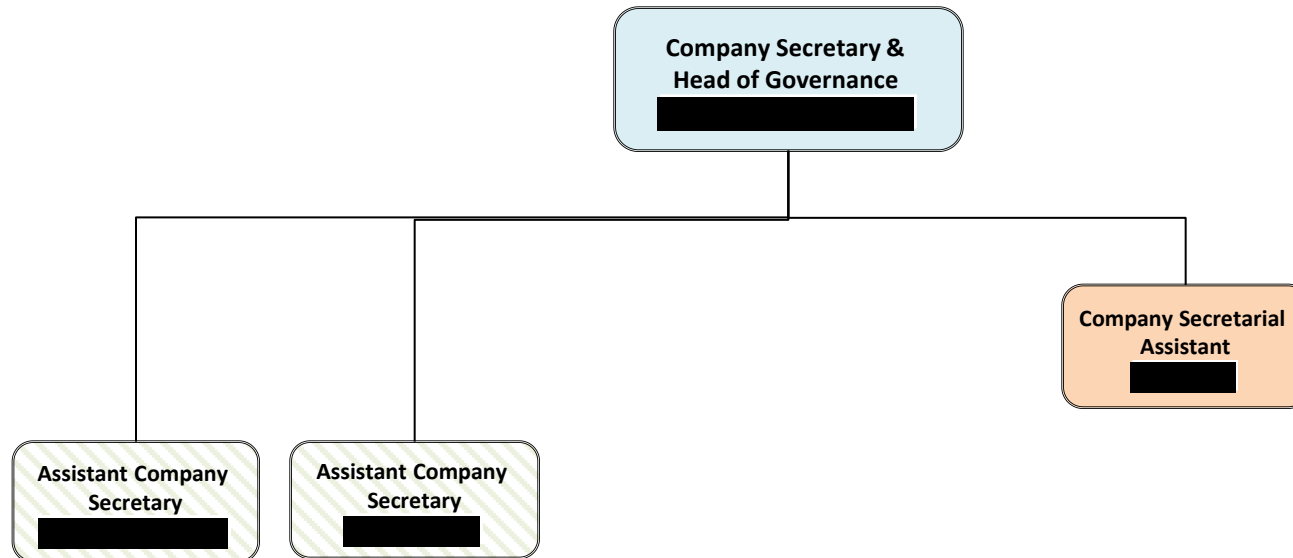 Company Secretary &
Head of Governance
Company Secretarial
Assistant
Assistant Company
Secretary
Assistant Company
Secretary